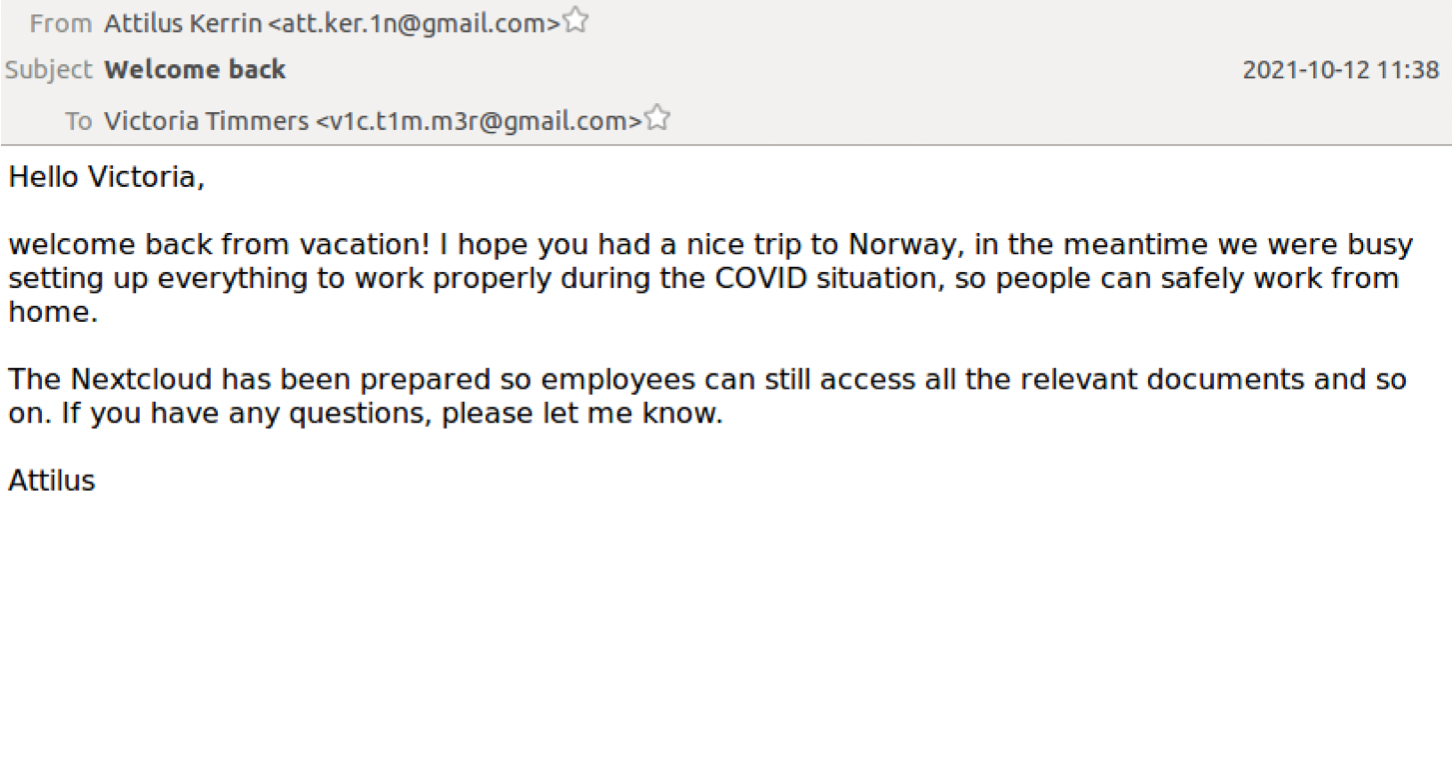 From Attilus Kerrin <att.ker.1n@gmail.com>
Subject Welcome back 2021-10-12 11:38
To Victoria Timmers <v1c.t1m.m3r@gmail.com>
Hello Victoria,
welcome back from vacation! I hope you had a nice trip to Norway, in the meantime we were busy
setting up everything to work properly during the COVID situation, so people can safely work from
home.
The Nextcloud has been prepared so employees can still access all the relevant documents and so
on. If you have any questions, please let me know.
Attilus